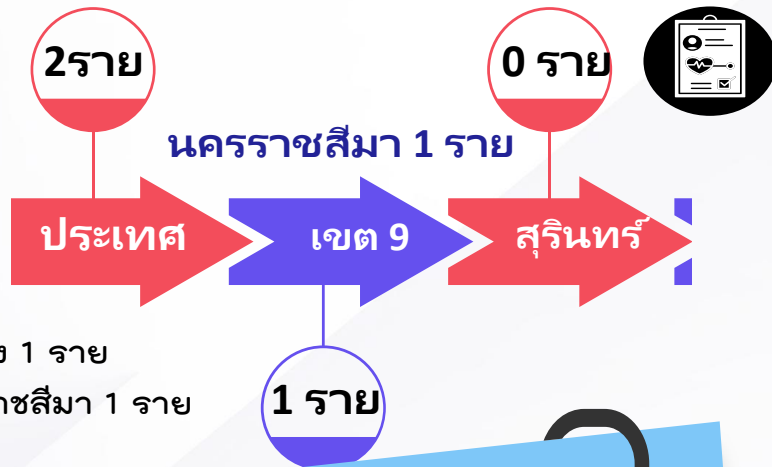 2ราย
0 ราย
นครราชสีมา 1 ราย
ประเทศ
เขต 9
สุรินทร์
1 ราย
าชสีมา 1 ราย
1 ราย